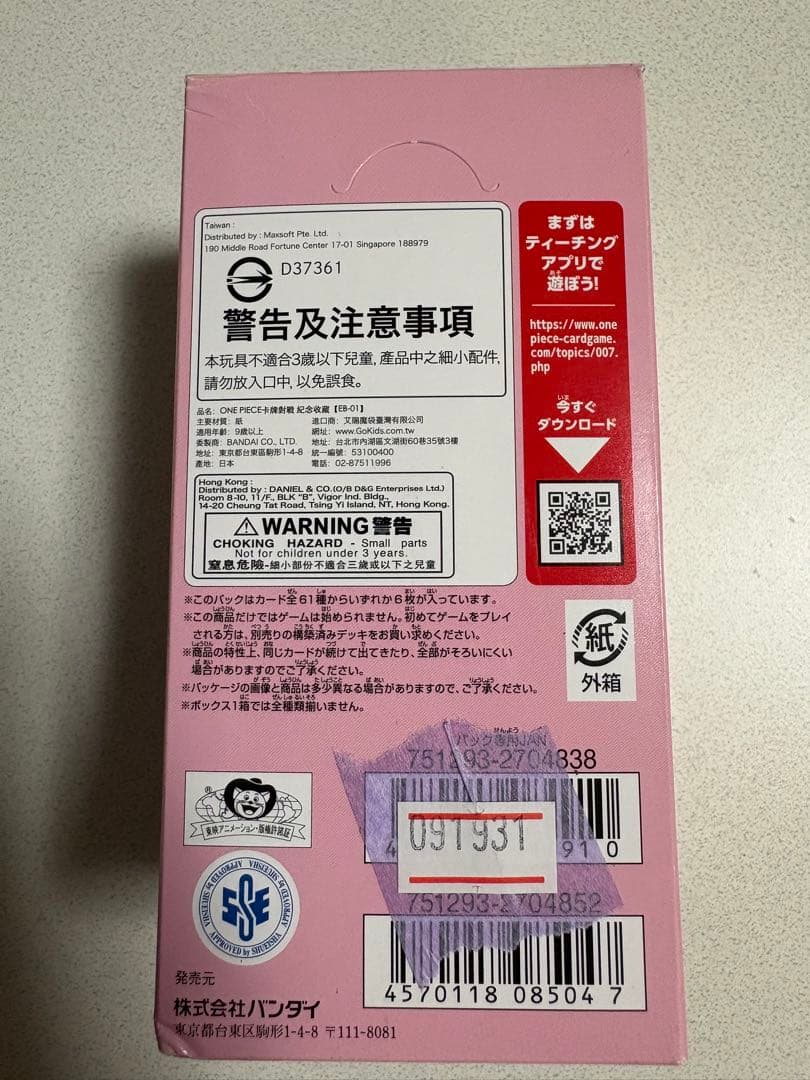 Taiwan :
Distributed by : Maxsoft Pte. Ltd.
190 Middle Road Fortune Center 17-01 Singapore 188979
D37361
警告及注意事項
本玩具不適合3歲以下兒童, 產品中之細小配件,
請勿放入口中, 以免誤食。
品名: ONE PIECE卡牌對戰 紀念收藏【EB-01】
主要材質: 紙 進口商: 艾賜魔袋臺灣有限公司
適用年齡: 9歲以上 網址: www.GoKids.com.tw
委製商: BANDAI CO., LTD. 地址: 台北市內湖區文湖街60巷35號3樓
地址: 東京都台東區駒形1-4-8 統一編號: 53100400
產地: 日本 電話: 02-87511996
Hong Kong :
Distributed by : DANIEL & CO.(O/B D&G Enterprises Ltd.)
Room 8-10, 11/F., BLK "B", Vigor Ind. Bldg.,
14-20 Cheung Tat Road, Tsing Yi Island, NT, Hong Kong.
WARNING 警告
CHOKING HAZARD - Small parts
Not for children under 3 years.
窒息危險-細小部份不適合三歲或以下之兒童
まずは
ティーチング
アプリで
遊ぼう!
https://www.one
piece-cardgame.
com/topics/007.
php
今すぐ
ダウンロード
※このパックはカード全61種からいずれか6枚が入っています。
※この商品だけではゲームは始められません。初めてゲームをプレイ
される方は、別売りの構築済みデッキをお買い求めください。
※商品の特性上、同じカードが続けて出てきたり、全部がそろいにくい
場合がありますのでご了承ください。
※パッケージの画像と商品は多少異なる場合がありますので、ご了承ください。
※ボックス1箱では全種類揃いません。
紙
外箱
パック専用JAN
751293-2704838
4
91 0
091931
751293-2704852
4570118 08504 7
東映アニメーション・版権許諾証
APPROVED by SHUEISHA
発売元
株式会社バンダイ
東京都台東区駒形1-4-8 〒111-8081